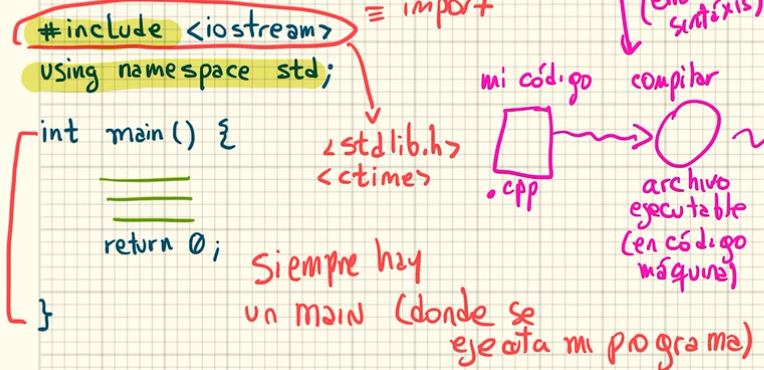 #include <iostream>
≡ import
sintáxis)
using namespace std;
mi código
compilar
int main() {
<stdlib.h>
<ctime>
.cpp
archivo
ejecutable
(en código
máquina)
return 0;
Siempre hay
un main (donde se
ejecuta mi programa)
}